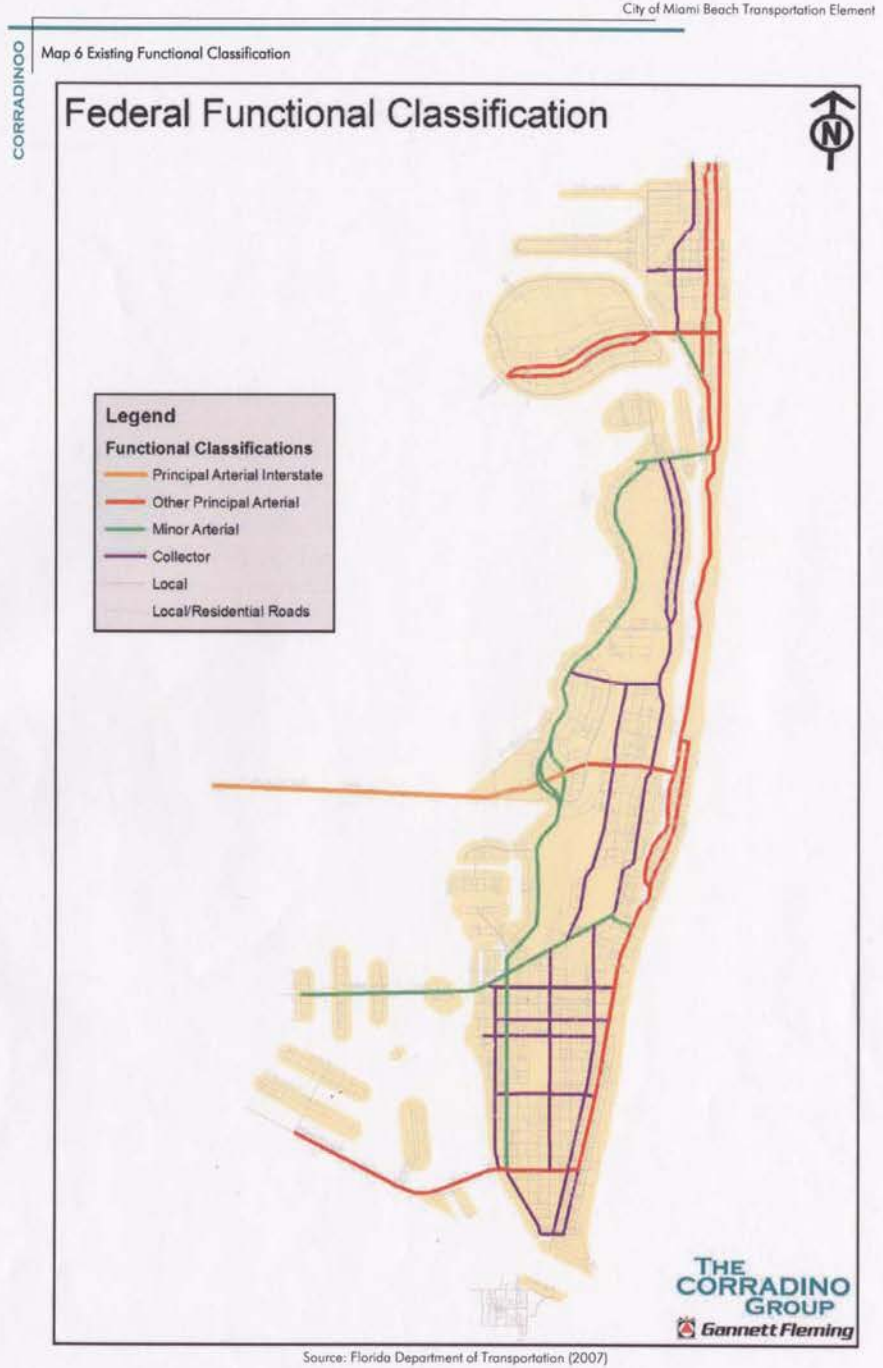 City of Miami Beach Transportation Element
CORRADINOO
Map 6 Existing Functional Classification
Federal Functional Classification
N
Legend
Functional Classifications
Principal Arterial Interstate
Other Principal Arterial
Minor Arterial
Collector
Local
Local/Residential Roads
THE
CORRADINO
GROUP
Gannett Fleming
Source: Florida Department of Transportation (2007)